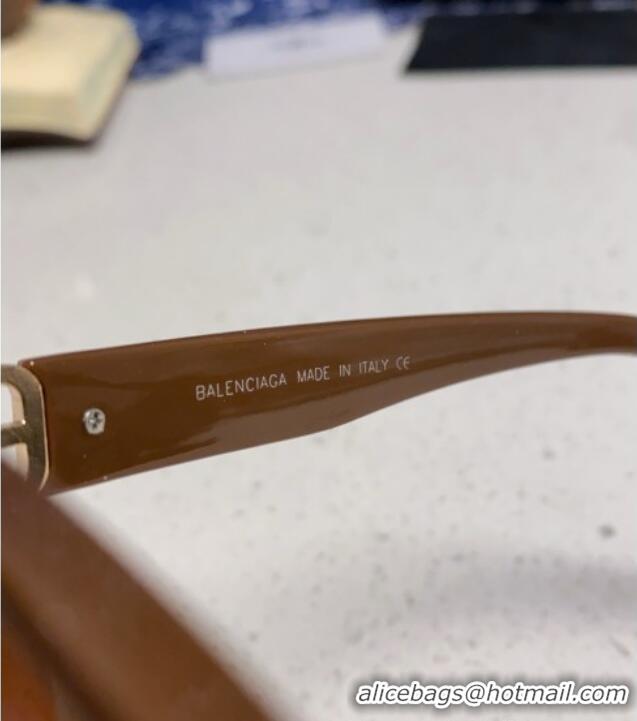 BALENCIAGA MADE IN ITALY CE
alicebags@hotmail.com